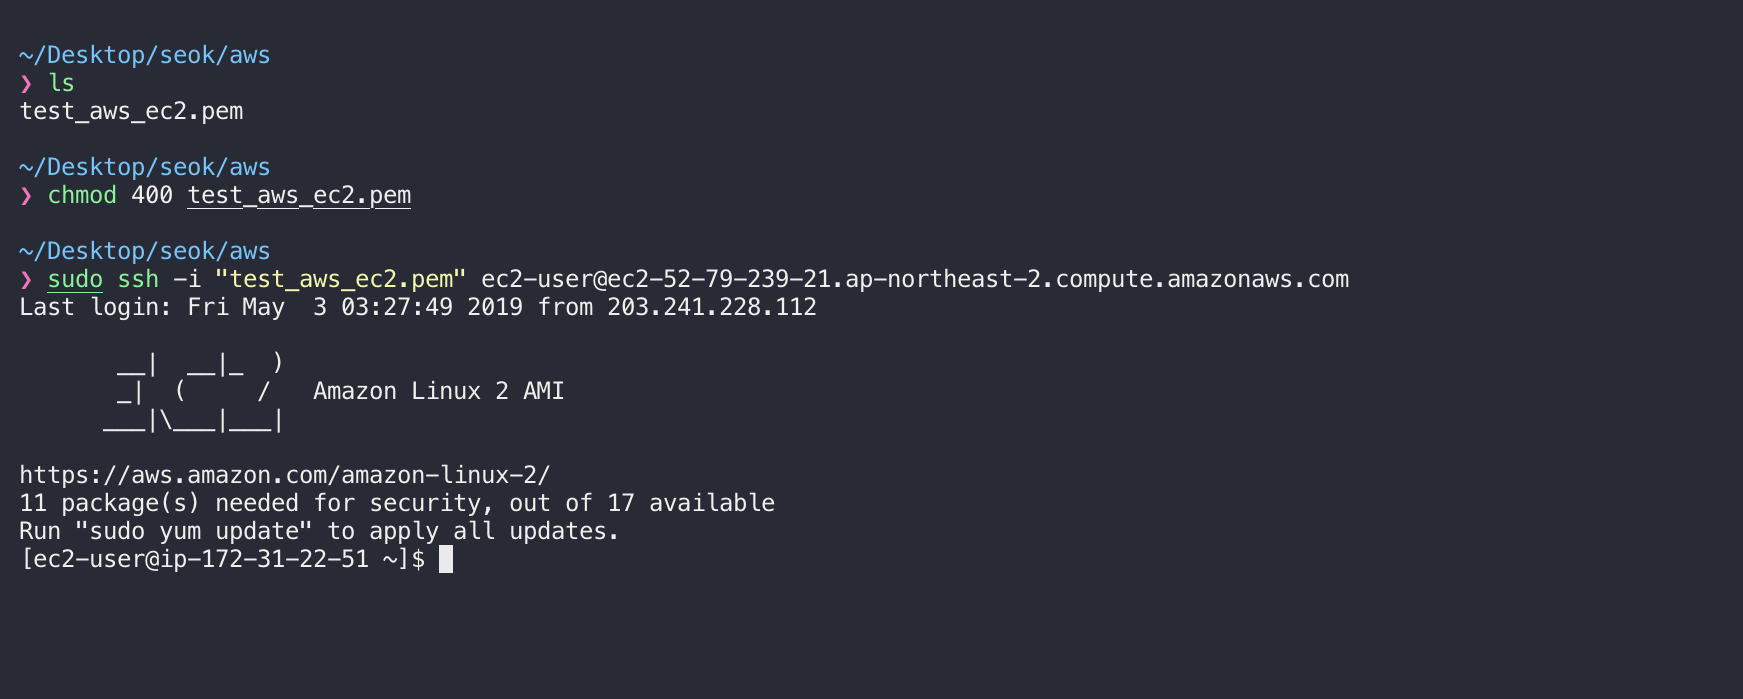 ~/Desktop/seok/aws
❯ ls
test_aws_ec2.pem
~/Desktop/seok/aws
❯ chmod 400 test_aws_ec2.pem
~/Desktop/seok/aws
❯ sudo ssh -i "test_aws_ec2.pem" ec2-user@ec2-52-79-239-21.ap-northeast-2.compute.amazonaws.com
Last login: Fri May  3 03:27:49 2019 from 203.241.228.112
       __|  __|_  )
       _|  (     /   Amazon Linux 2 AMI
      ___|\___|___|
https://aws.amazon.com/amazon-linux-2/
11 package(s) needed for security, out of 17 available
Run "sudo yum update" to apply all updates.
[ec2-user@ip-172-31-22-51 ~]$